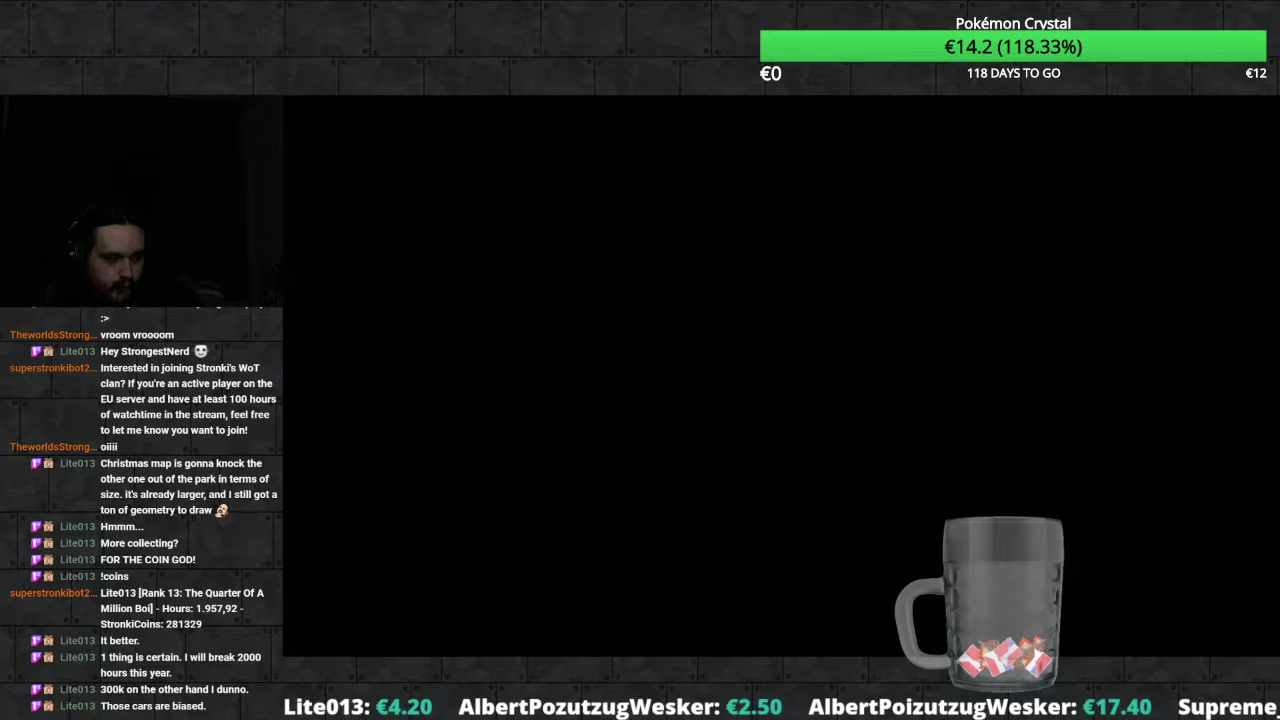 Pokémon Crystal
€14.2 (118.33%)
€0
118 DAYS TO GO
€12
:>
TheworldsStrong... vroom vroooom
Lite013 Hey StrongestNerd
superstronkibot2... Interested in joining Stronki's WoT
clan? If you're an active player on the
EU server and have at least 100 hours
of watchtime in the stream, feel free
to let me know you want to join!
TheworldsStrong... oiiii
Lite013 Christmas map is gonna knock the
other one out of the park in terms of
size. it's already larger, and I still got a
ton of geometry to draw
Lite013 Hmmm...
Lite013 More collecting?
Lite013 FOR THE COIN GOD!
Lite013 !coins
superstronkibot2... Lite013 [Rank 13: The Quarter Of A
Million Boi] - Hours: 1.957,92 -
StronkiCoins: 281329
Lite013 It better.
Lite013 1 thing is certain. I will break 2000
hours this year.
Lite013 300k on the other hand I dunno.
Lite013 Those cars are biased.
Lite013: €4.20 AlbertPozutzugWesker: €2.50 AlbertPoizutzugWesker: €17.40 Supreme